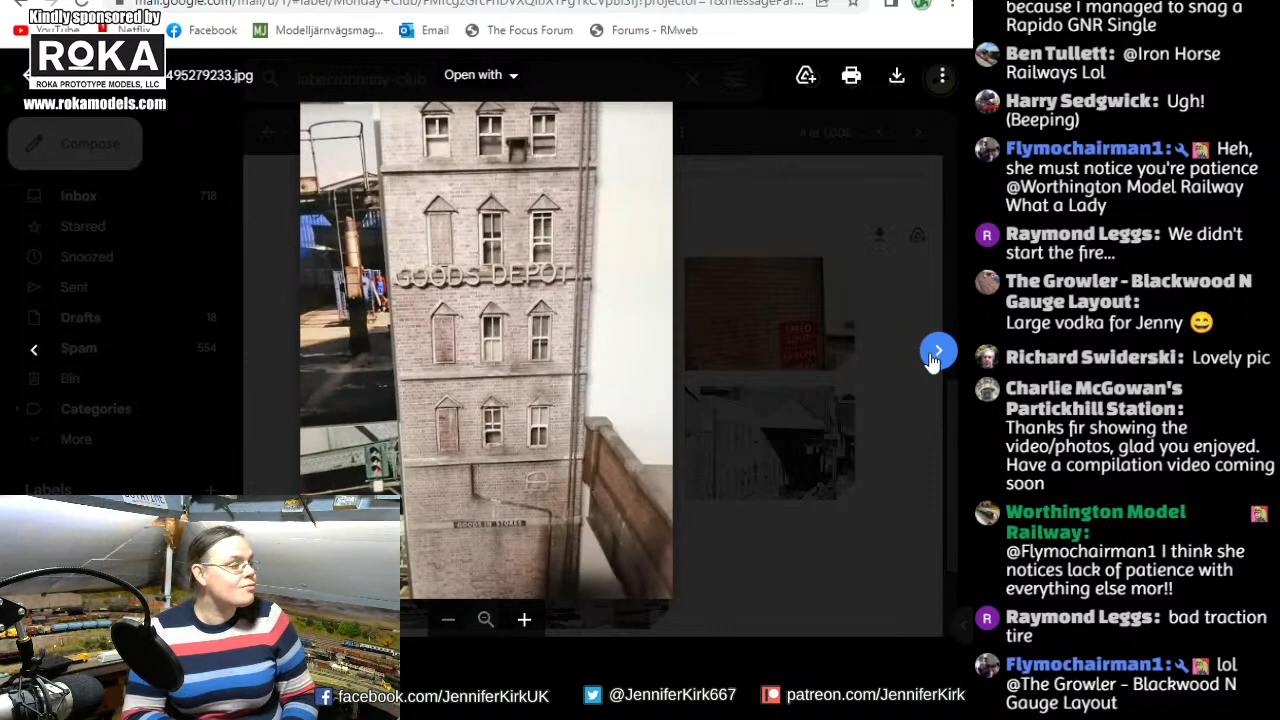 Kindly sponsored by
ROKA
ROKA PROTOTYPE MODELS, LLC
www.rokamodels.com
YouTube
Netflix
Facebook
Modelljärnvägsmag...
Email
The Focus Forum
Forums - RMweb
495279233.jpg
Open with
Compose
Inbox 718
Starred
Snoozed
Sent
Drafts 18
Spam 554
Bin
Categories
More
Labels
GOODS DEPOT
GOODS IN STORES
facebook.com/JenniferKirkUK
@JenniferKirk667
patreon.com/JenniferKirk
because I managed to snag a
Rapido GNR Single
Ben Tullett: @Iron Horse
Railways Lol
Harry Sedgwick: Ugh!
(Beeping)
Flymochairman1: Heh,
she must notice you're patience
@Worthington Model Railway
What a Lady
R Raymond Leggs: We didn't
start the fire...
The Growler - Blackwood N
Gauge Layout:
Large vodka for Jenny 😄
Richard Swiderski: Lovely pic
Charlie McGowan's
Partickhill Station:
Thanks fir showing the
video/photos, glad you enjoyed.
Have a compilation video coming
soon
Worthington Model
Railway:
@Flymochairman1 I think she
notices lack of patience with
everything else mor!!
R Raymond Leggs: bad traction
tire
Flymochairman1: lol
@The Growler - Blackwood N
Gauge Layout